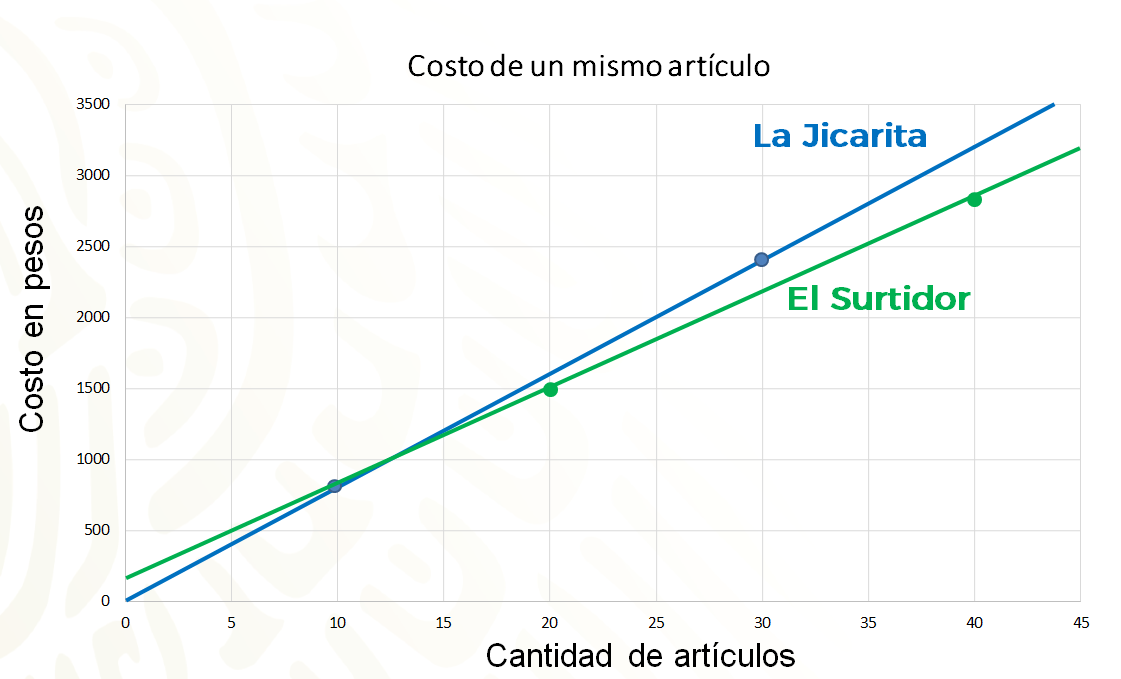 Costo de un mismo artículo
3500
La Jicarita
3000
2500
El Surtidor
2000
1500
1000
500
0
Costo en pesos
0 5 10 15 20 25 30 35 40 45
Cantidad de artículos